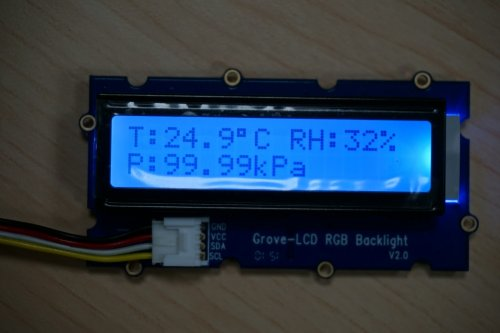 T:24.9°C RH:32%
P:99.99kPa
GND
VCC
SDA
SCL
Grove-LCD RGB Backlight
V2.0